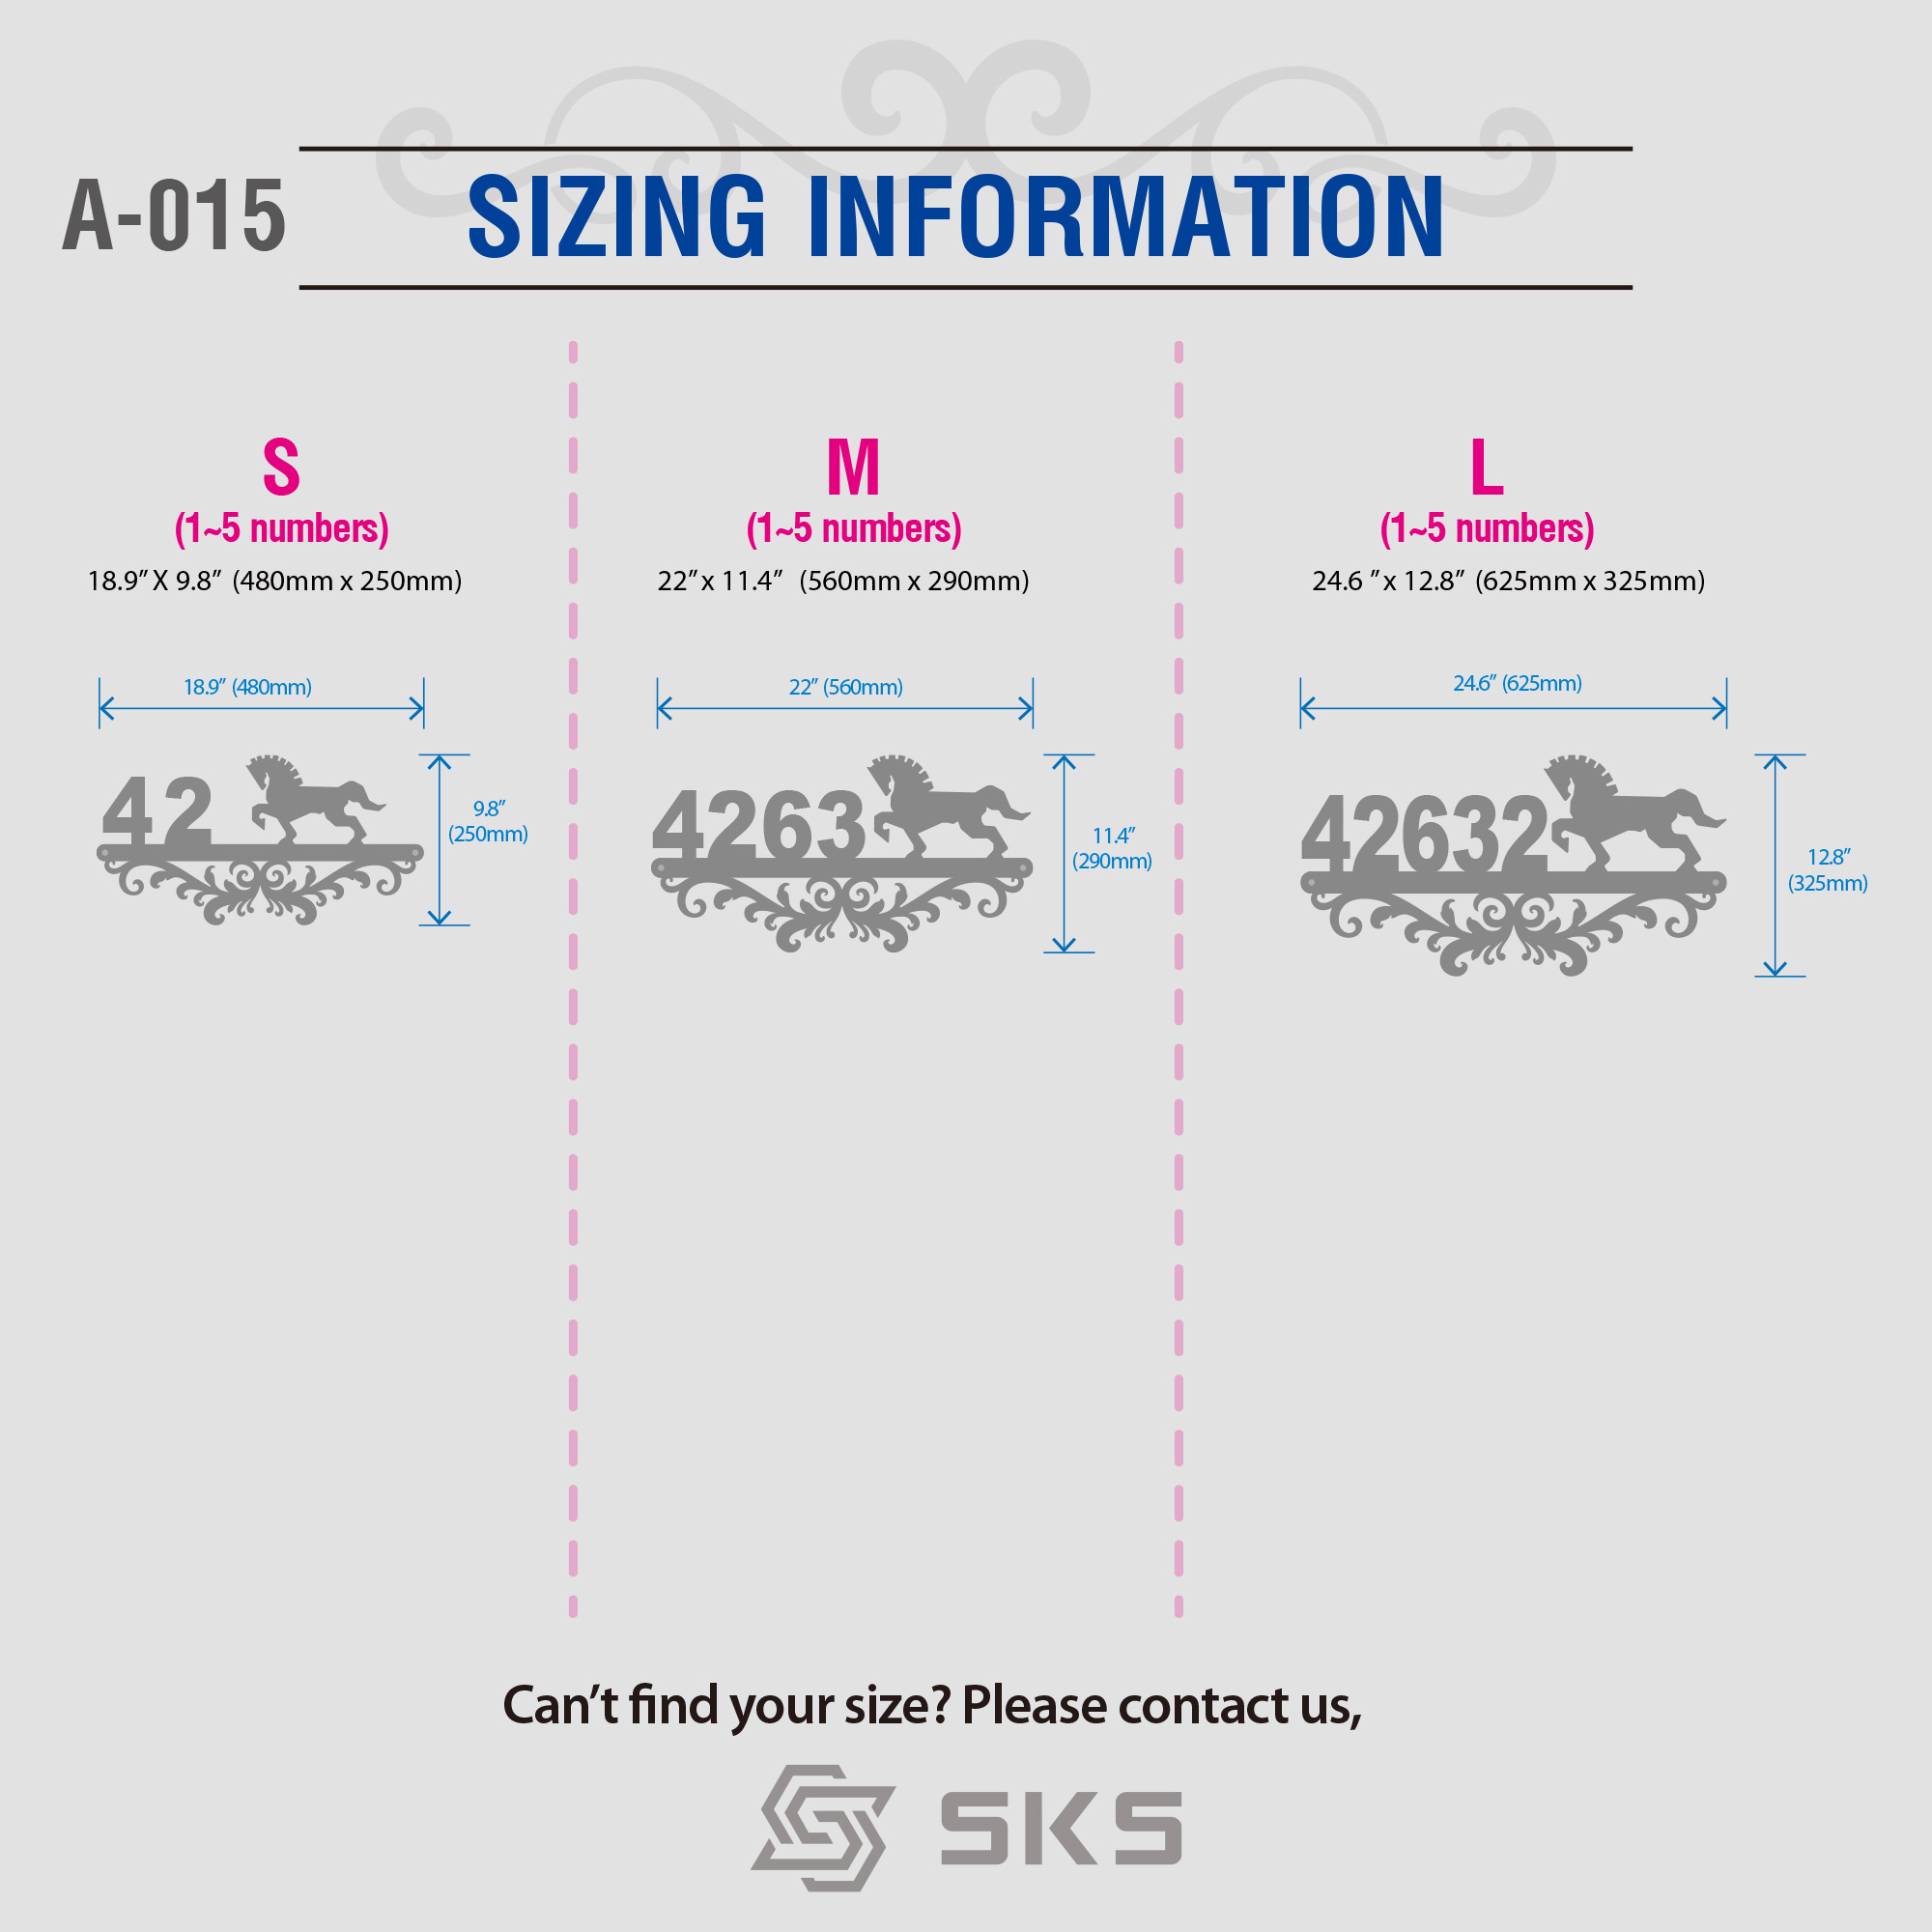 A-015
SIZING INFORMATION
S
(1~5 numbers)
18.9” X 9.8” (480mm x 250mm)
18.9” (480mm)
42
9.8”
(250mm)
M
(1~5 numbers)
22” x 11.4” (560mm x 290mm)
22” (560mm)
4263
11.4”
(290mm)
L
(1~5 numbers)
24.6 ” x 12.8” (625mm x 325mm)
24.6” (625mm)
42632
12.8”
(325mm)
Can’t find your size? Please contact us,
SKS